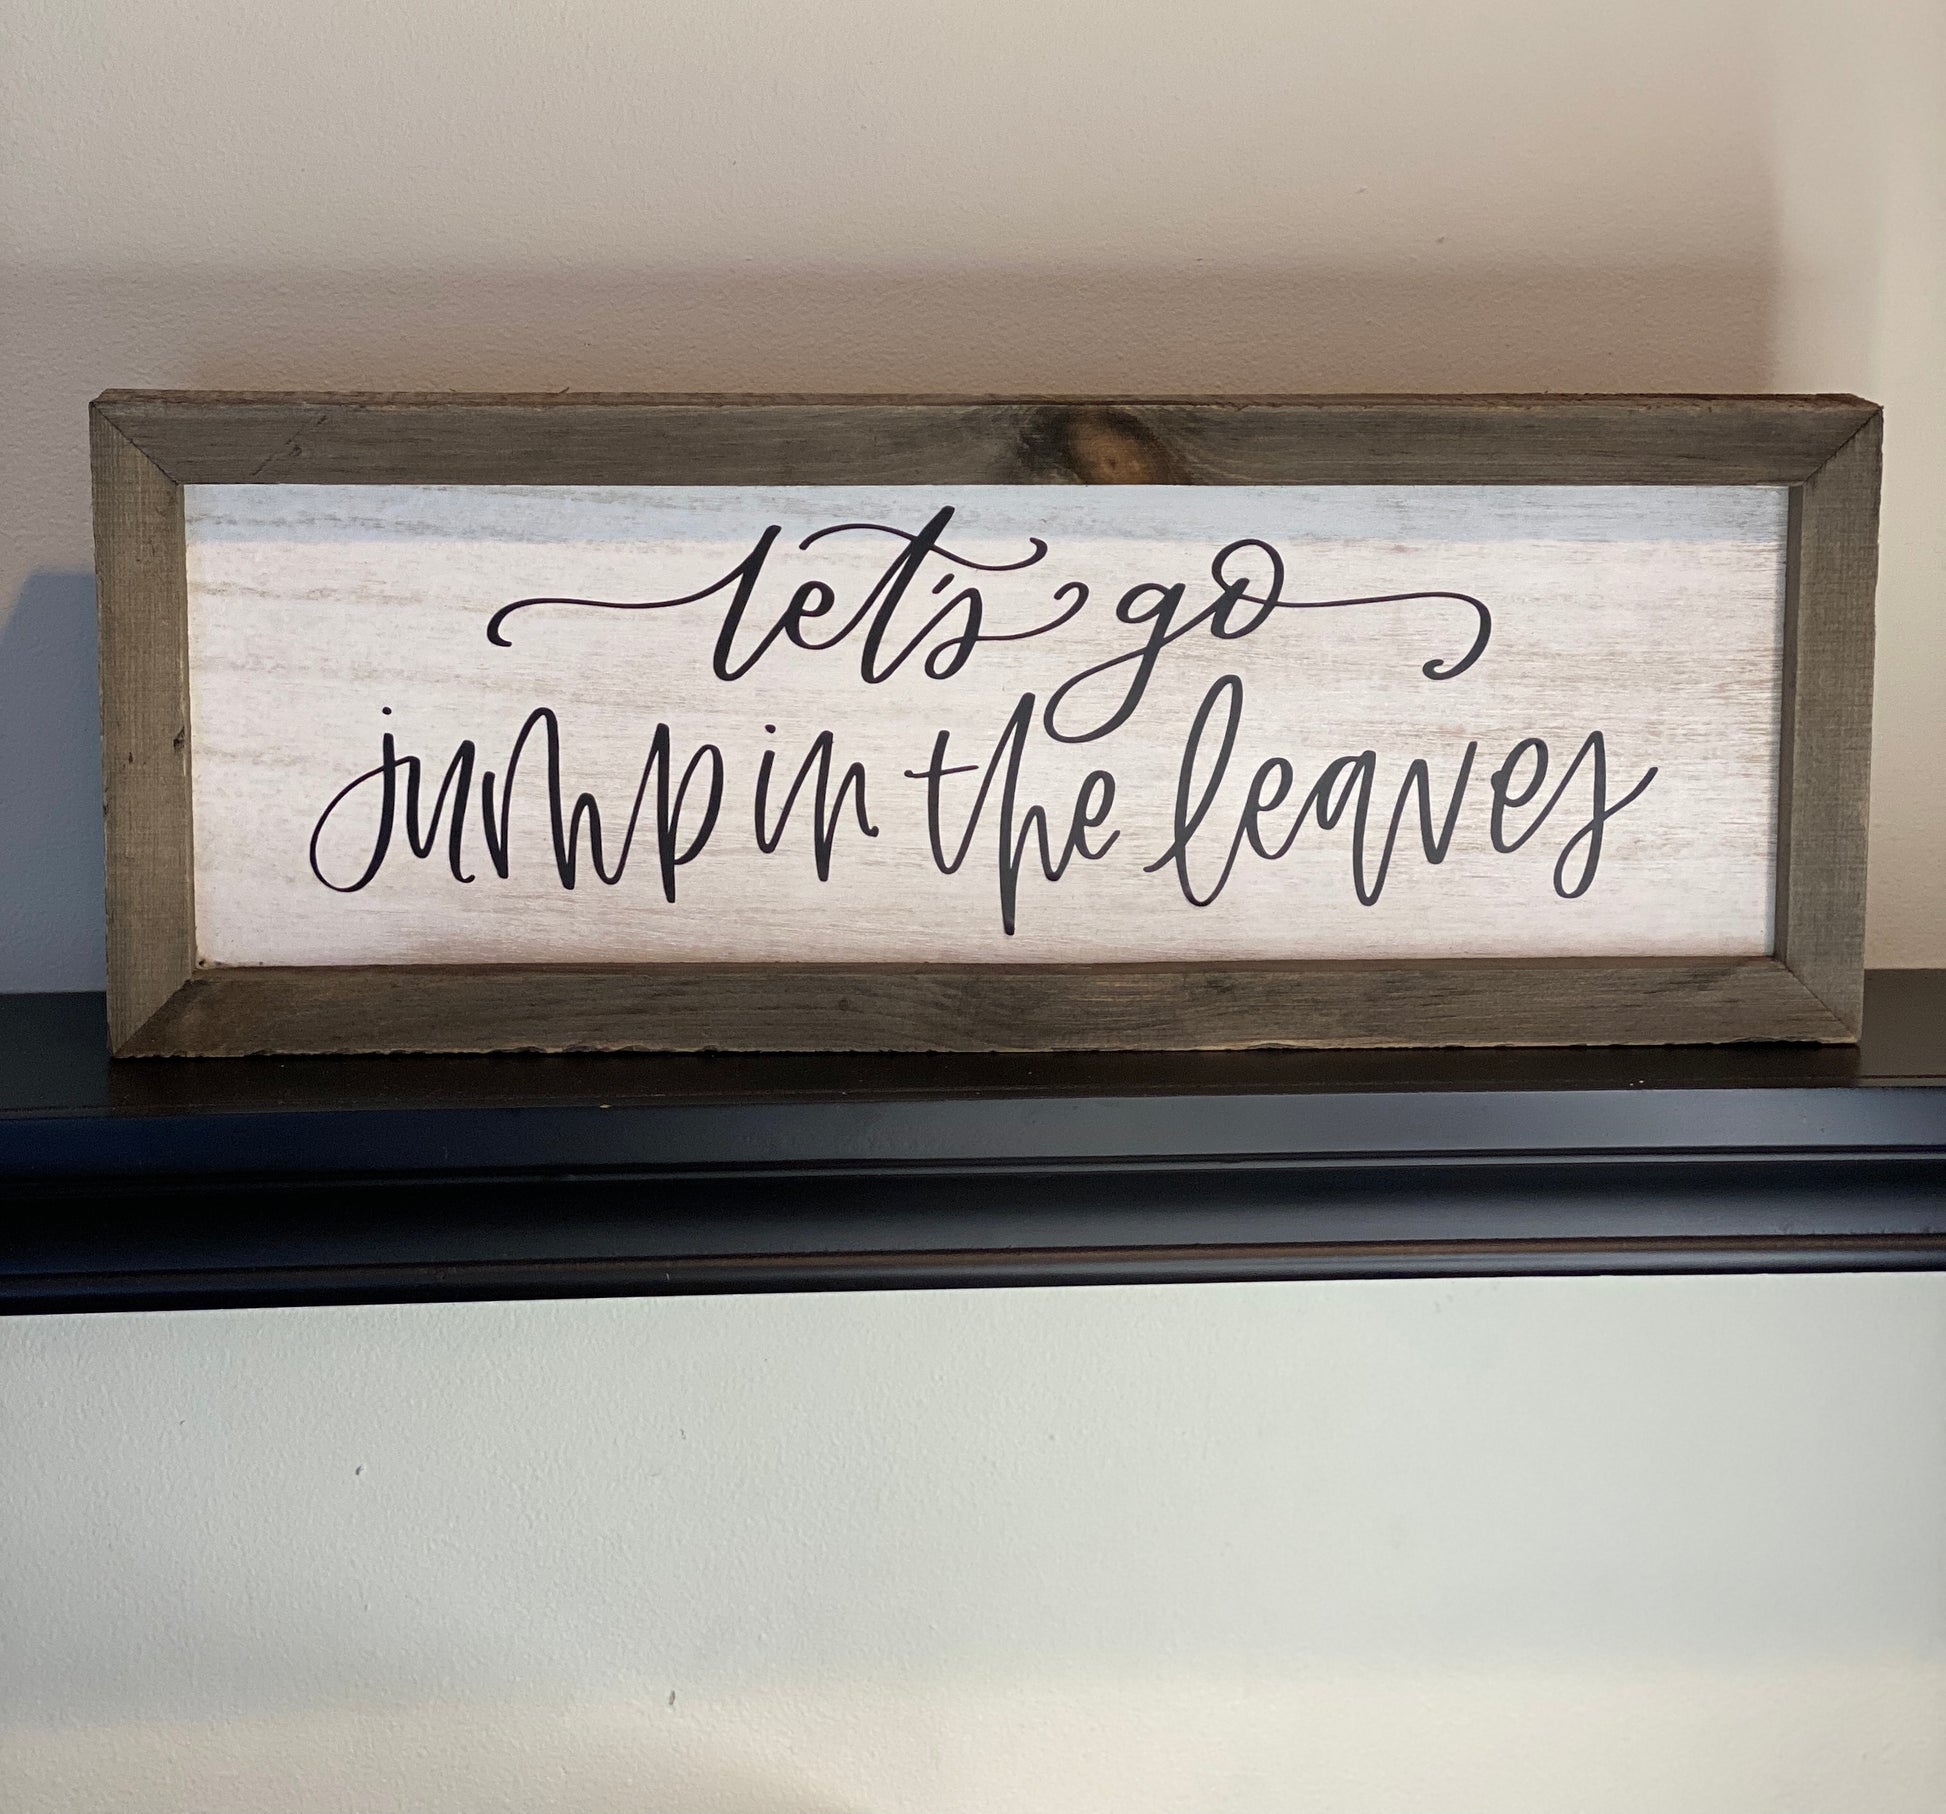 let's go
jump in the leaves